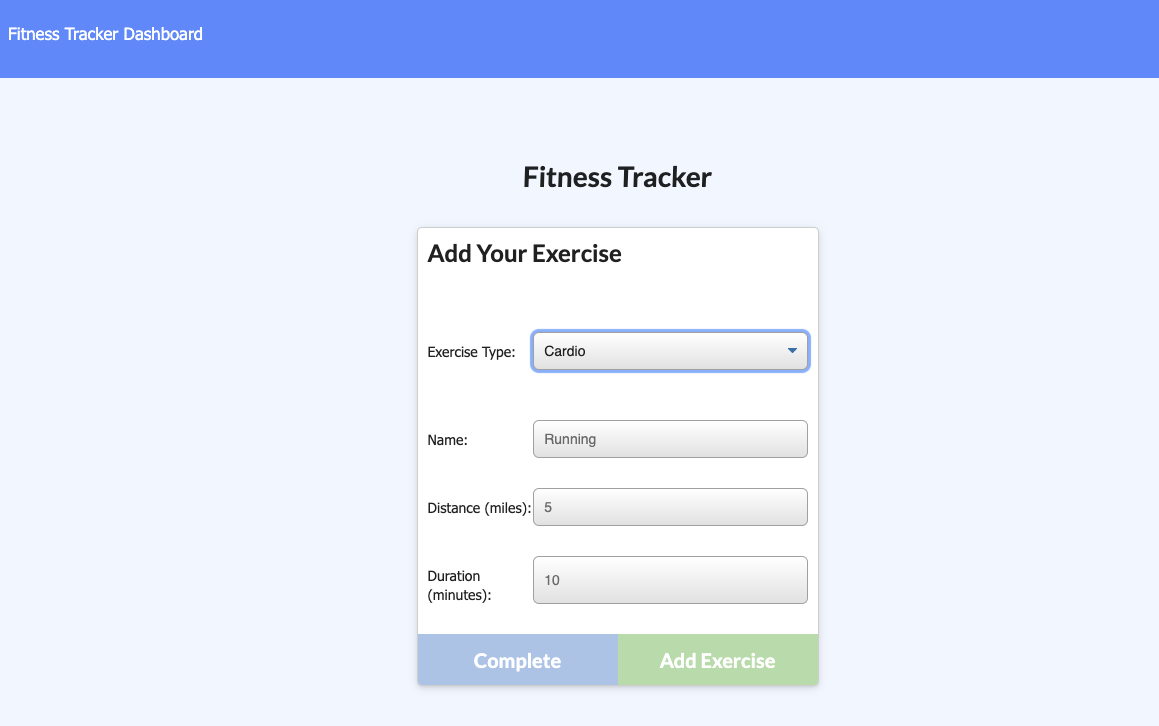 Fitness Tracker Dashboard
Fitness Tracker
Add Your Exercise
Exercise Type: Cardio
Name: Running
Distance (miles): 5
Duration
(minutes): 10
Complete Add Exercise